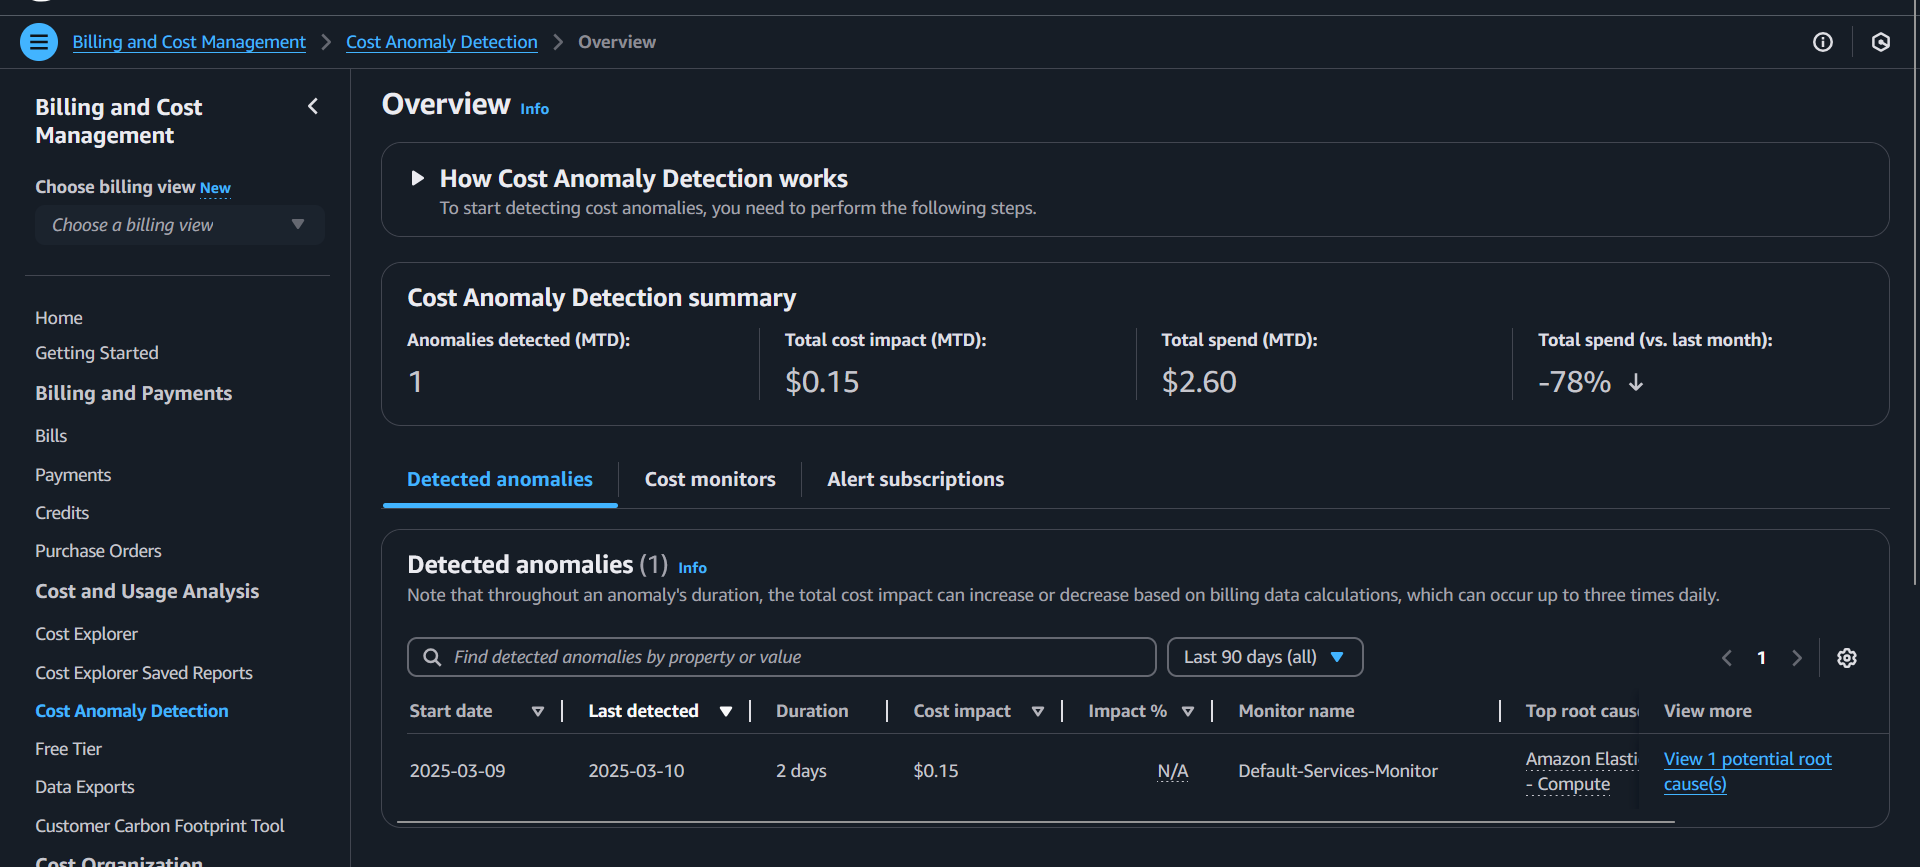 Billing and Cost Management > Cost Anomaly Detection > Overview
Billing and Cost
Management
Choose billing view New
Choose a billing view
Home
Getting Started
Billing and Payments
Bills
Payments
Credits
Purchase Orders
Cost and Usage Analysis
Cost Explorer
Cost Explorer Saved Reports
Cost Anomaly Detection
Free Tier
Data Exports
Customer Carbon Footprint Tool
Cost Organization
Overview Info
How Cost Anomaly Detection works
To start detecting cost anomalies, you need to perform the following steps.
Cost Anomaly Detection summary
Anomalies detected (MTD):
1
Total cost impact (MTD):
$0.15
Total spend (MTD):
$2.60
Total spend (vs. last month):
-78% ↓
Detected anomalies
Cost monitors
Alert subscriptions
Detected anomalies (1) Info
Note that throughout an anomaly's duration, the total cost impact can increase or decrease based on billing data calculations, which can occur up to three times daily.
Find detected anomalies by property or value
Last 90 days (all)
1
Start date Last detected Duration Cost impact Impact % Monitor name Top root caus View more
2025-03-09 2025-03-10 2 days $0.15 N/A Default-Services-Monitor
Amazon Elasti
- Compute
View 1 potential root
cause(s)